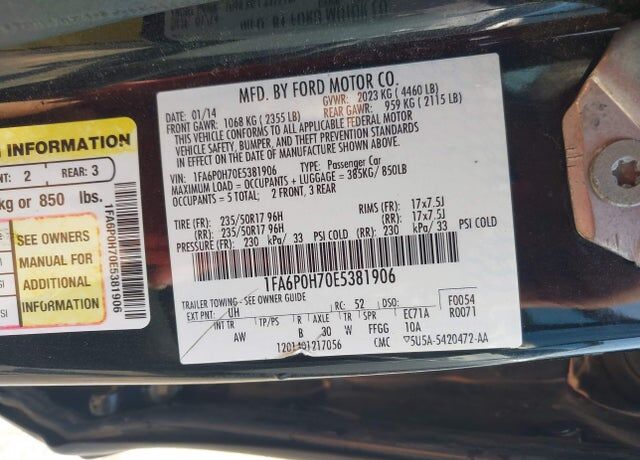 MFD. BY FORD MOTOR CO.
DATE: 01/14 GVWR: 2023 KG ( 4460 LB)
FRONT GAWR: 1068 KG ( 2355 LB) REAR GAWR: 959 KG ( 2115 LB)
THIS VEHICLE CONFORMS TO ALL APPLICABLE FEDERAL MOTOR
VEHICLE SAFETY, BUMPER, AND THEFT PREVENTION STANDARDS
IN EFFECT ON THE DATE OF MANUFACTURE SHOWN ABOVE.
VIN: 1FA6P0H70E5381906 TYPE: Passenger Car
MAXIMUM LOAD = OCCUPANTS + LUGGAGE = 385KG/ 850LB
OCCUPANTS = 5 TOTAL; 2 FRONT, 3 REAR
TIRE (FR): 235/50R17 96H RIMS (FR): 17x7.5J
TIRE (RR): 235/50R17 96H (RR): 17x7.5J
PRESSURE (FR): 230 kPa/ 33 PSI COLD (RR): 230 kPa/ 33 PSI COLD
1FA6P0H70E5381906
TRAILER TOWING - SEE OWNER GUIDE
EXT PNT: UH RC: 52 DSO: F0054
INT TR TP/PS R AXLE TR SPR EC71A R0071
AW B 30 W FFGG 10A
1201401217056 CMC 5U5A-5420472-AA
INFORMATION
NT: 2 REAR: 3
kg or 850 lbs.
SEE OWNERS
MANUAL FOR
ADDITIONAL
INFORMATION
1FA6P0H70E5381906